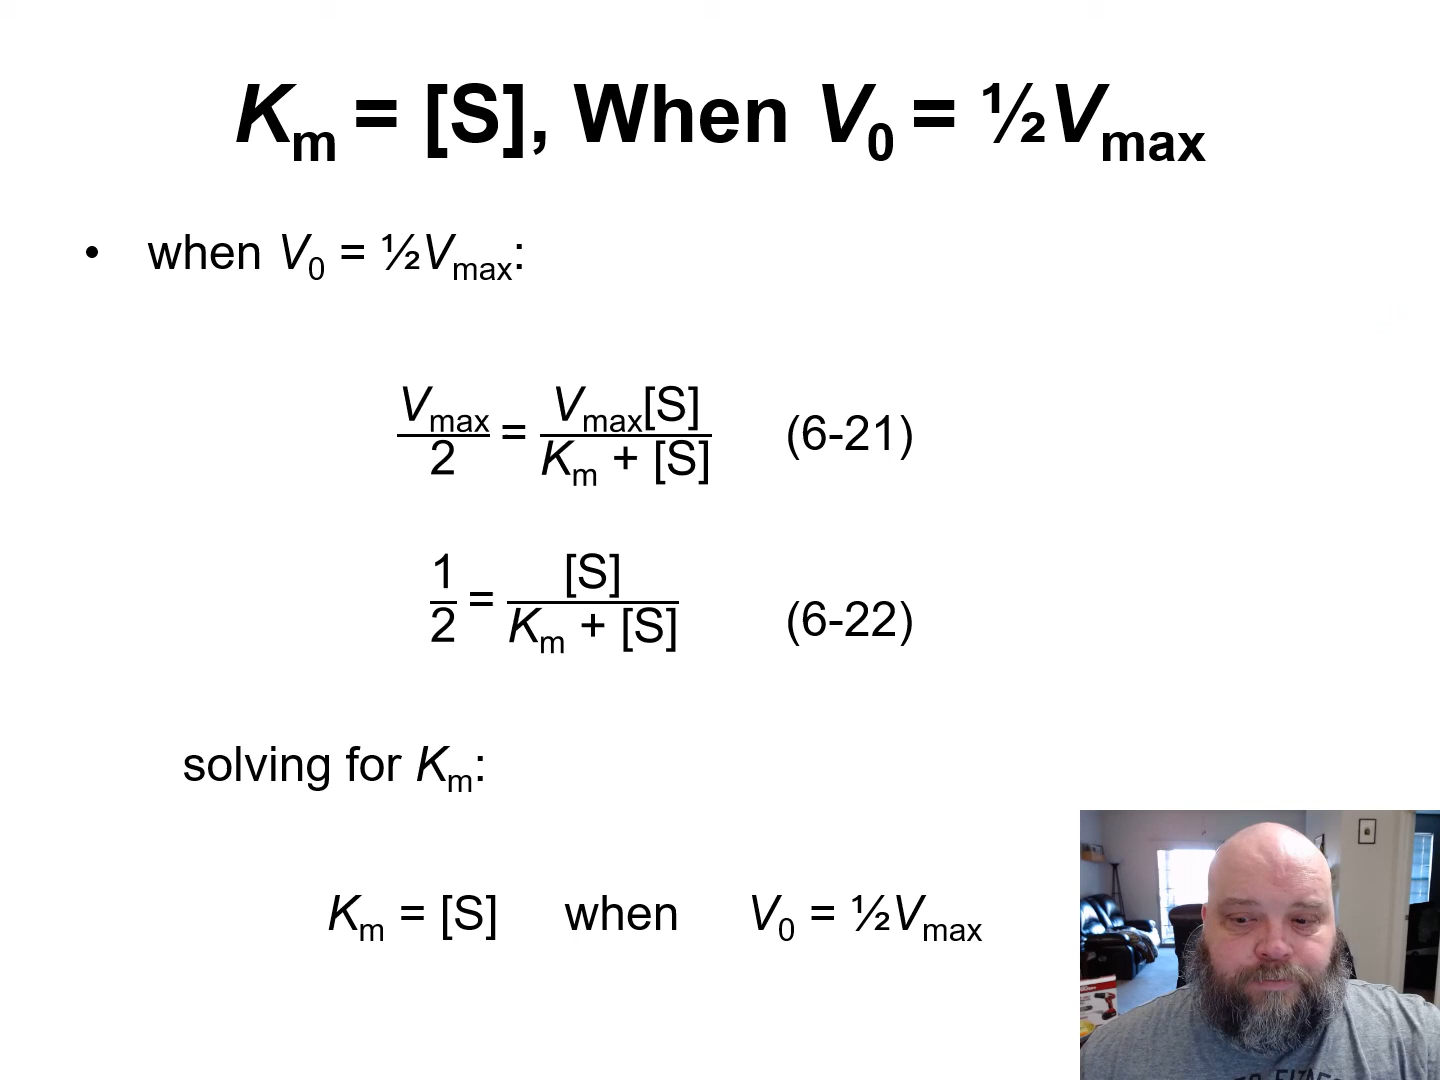 Km = [S], When V0 = ½Vmax
• when V0 = ½Vmax:
Vmax/2 = Vmax[S]/Km + [S] (6-21)
1/2 = [S]/Km + [S] (6-22)
solving for Km:
Km = [S] when V0 = ½Vmax